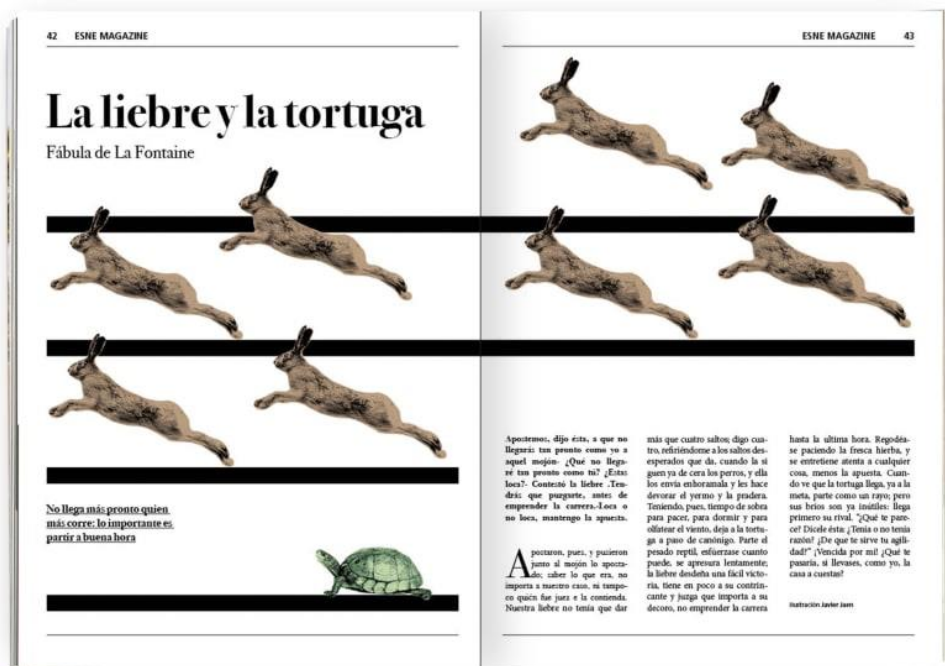 42 ESNE MAGAZINE
ESNE MAGAZINE 43
La liebre y la tortuga
Fábula de La Fontaine
No llega más pronto quien
más corre: lo importante es
partir a buena hora
Apostemos, dijo ésta, a que no
llegarás tan pronto como yo a
aquel mojón- ¿Qué no llega-
ré tan pronto como tú? ¿Estas
loca?- Contestó la liebre .Ten-
drás que purgarte, antes de
emprender la carrera.-Loca o
no loca, mantengo la apuesta.
Apostaron, pues, y pusieron
junto al mojón lo aposta-
do; saber lo que era, no
importa a nuestro caso, ni tampo-
co quién fue juez e la contienda.
Nuestra liebre no tenía que dar
más que cuatro saltos; digo cua-
tro, refiriéndome a los saltos des-
esperados que da, cuando la si
guen ya de cera los perros, y ella
los envía enhoramala y les hace
devorar el yermo y la pradera.
Teniendo, pues, tiempo de sobra
para pacer, para dormir y para
olfatear el viento, deja a la tortu-
ga a paso de canónigo. Parte el
pesado reptil, esfuérzase cuanto
puede, se apresura lentamente;
la liebre desdeña una fácil victo-
ria, tiene en poco a su contrin-
cante y juzga que importa a su
decoro, no emprender la carrera
hasta la ultima hora. Regodéa-
se paciendo la fresca hierba, y
se entretiene atenta a cualquier
cosa, menos la apuesta. Cuan-
do ve que la tortuga llega, ya a la
meta, parte como un rayo; pero
sus bríos son ya inútiles: llega
primero su rival. "¿Qué te pare-
ce? Dícele ésta: ¿Tenia o no tenia
razón? ¿De que te sirve tu agili-
dad?" ¡Vencida por mi! ¿Qué te
pasaría, si llevases, como yo, la
casa a cuestas?
Ilustración Javier Jaen